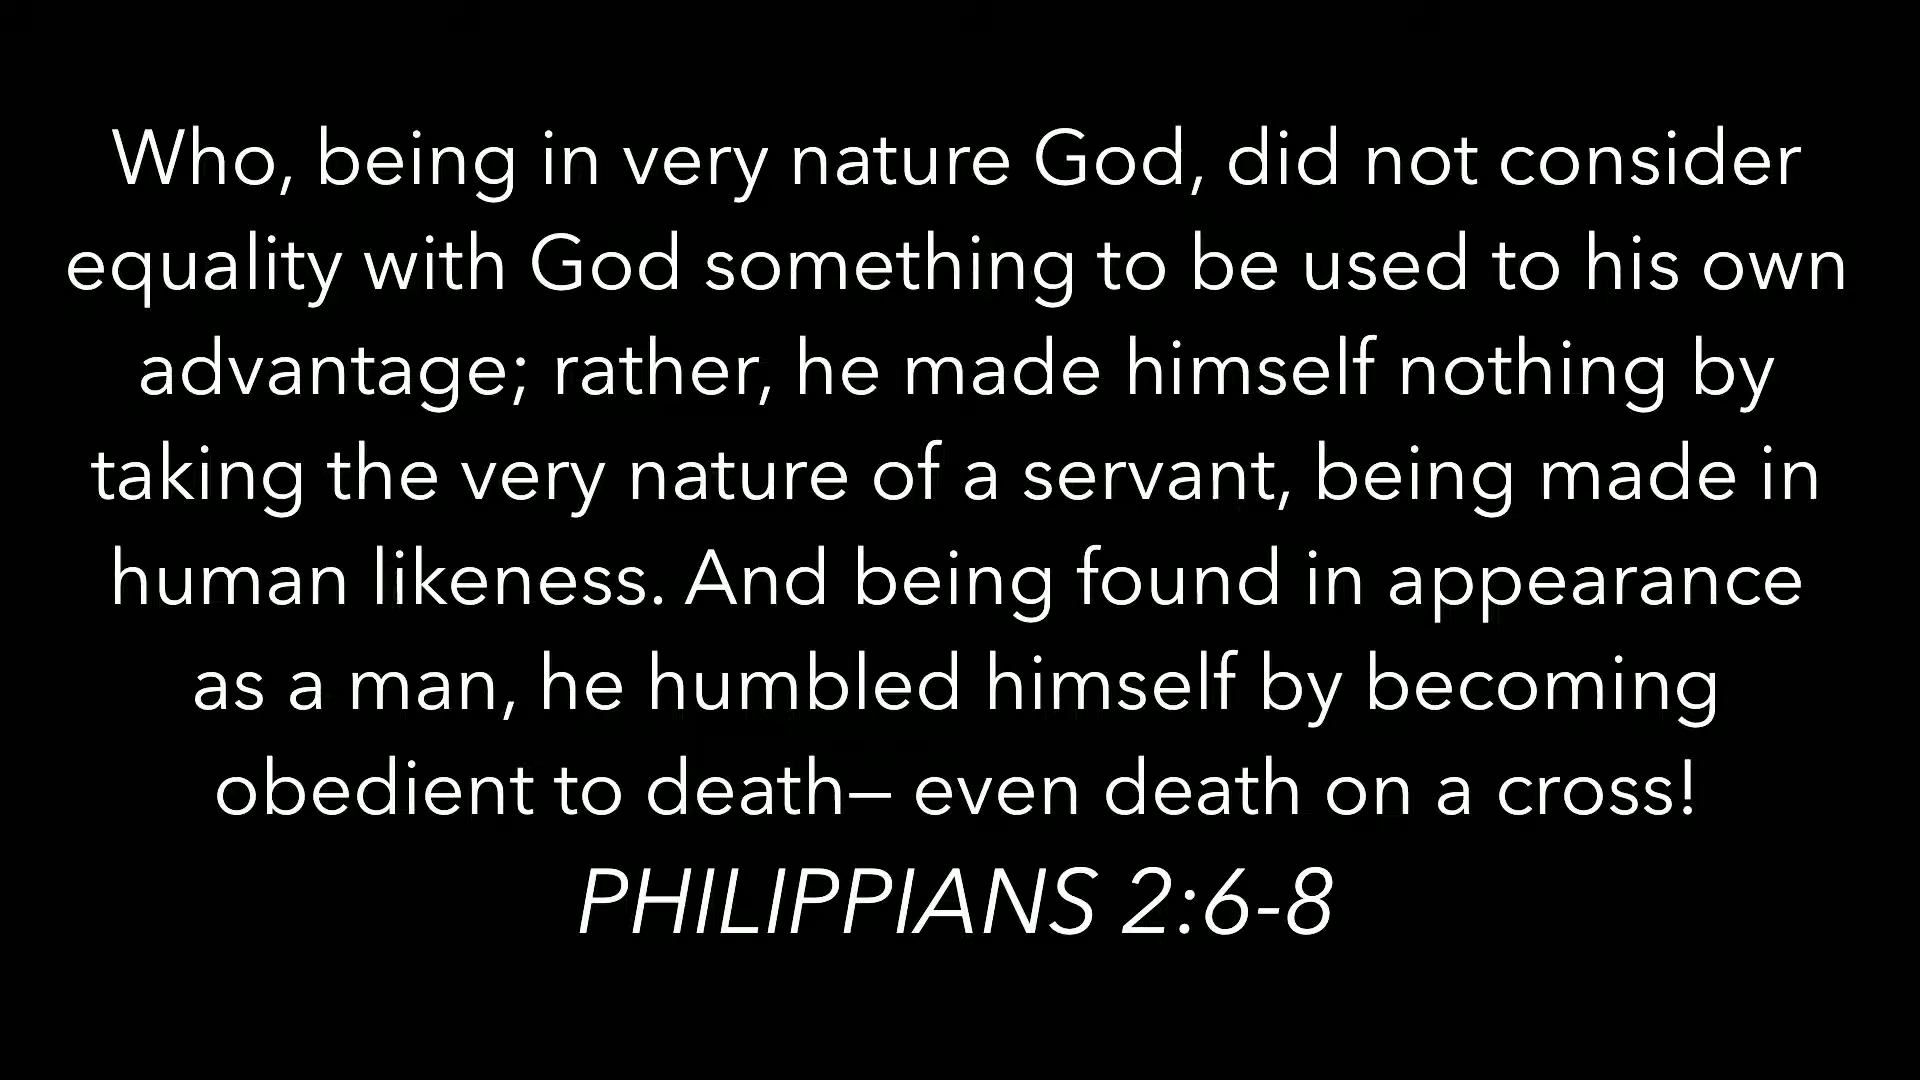 Who, being in very nature God, did not consider
equality with God something to be used to his own
advantage; rather, he made himself nothing by
taking the very nature of a servant, being made in
human likeness. And being found in appearance
as a man, he humbled himself by becoming
obedient to death– even death on a cross!
PHILIPPIANS 2:6-8